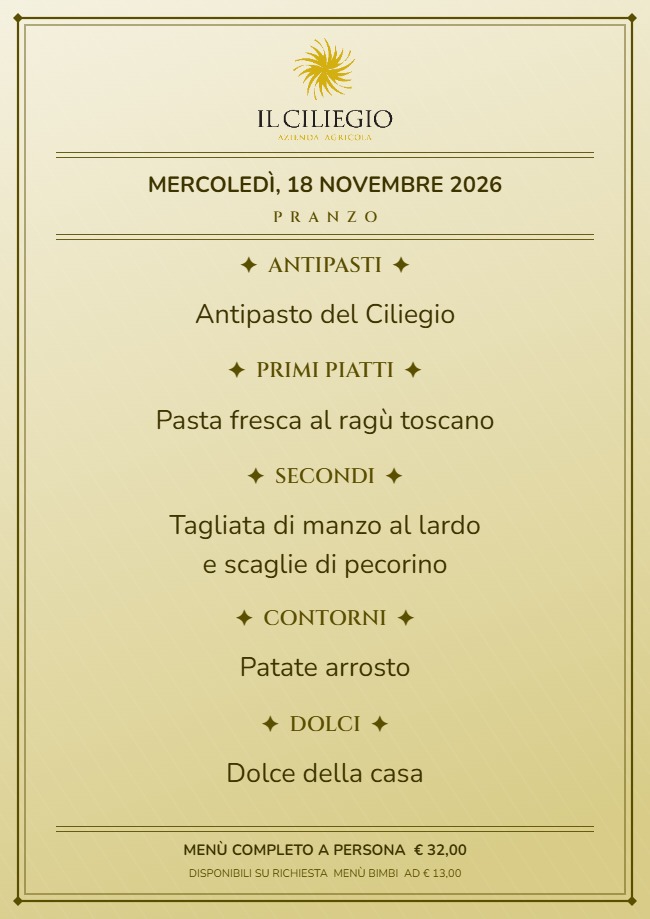 IL CILIEGIO
AZIENDA AGRICOLA
MERCOLEDÌ, 18 NOVEMBRE 2026
PRANZO
ANTIPASTI
Antipasto del Ciliegio
PRIMI PIATTI
Pasta fresca al ragù toscano
SECONDI
Tagliata di manzo al lardo
e scaglie di pecorino
CONTORNI
Patate arrosto
DOLCI
Dolce della casa
MENÙ COMPLETO A PERSONA € 32,00
DISPONIBILI SU RICHIESTA MENÙ BIMBI AD € 13,00